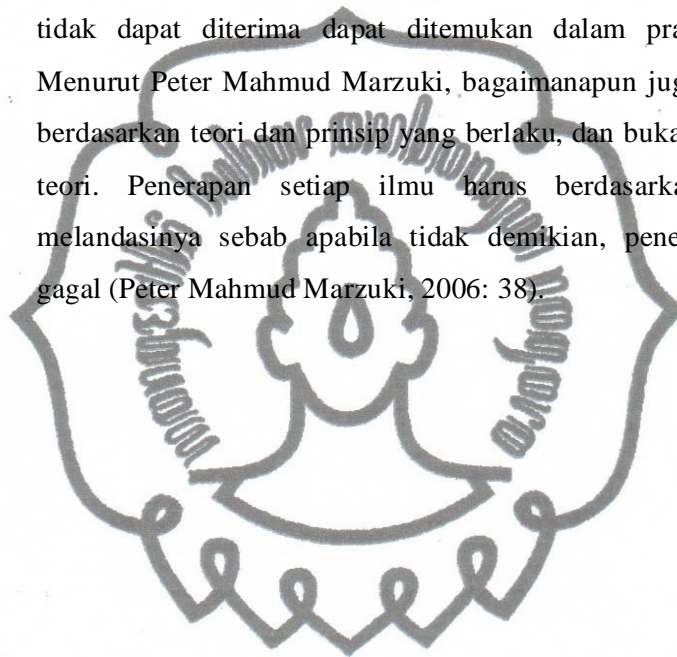 tidak dapat diterima dapat ditemukan dalam pra
Menurut Peter Mahmud Marzuki, bagaimanapun jug
berdasarkan teori dan prinsip yang berlaku, dan buka
teori. Penerapan setiap ilmu harus berdasarka
melandasinya sebab apabila tidak demikian, pene
gagal (Peter Mahmud Marzuki, 2006: 38).